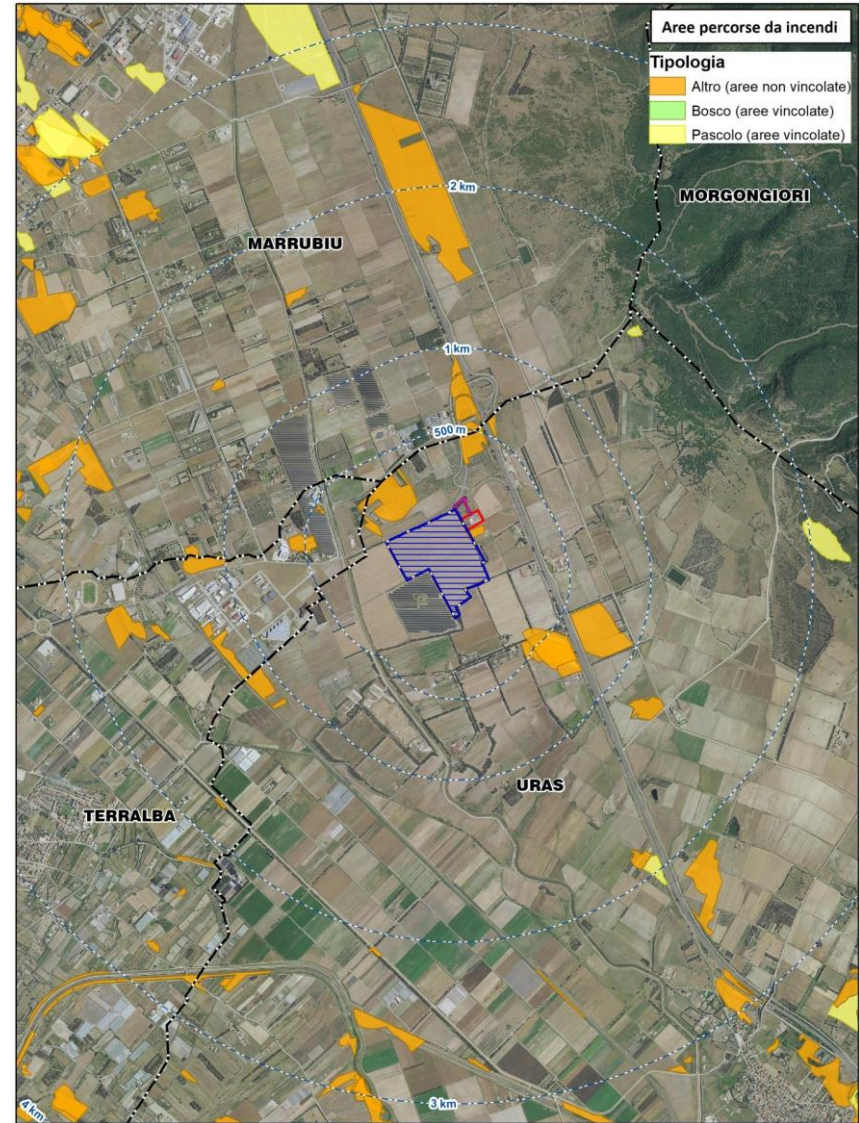 Aree percorse da incendi
Tipologia
Altro (aree non vincolate)
Bosco (aree vincolate)
Pascolo (aree vincolate)
2 km
MORGONGIORI
MARRUBIU
1 km
500 m
URAS
TERRALBA
3 km
4 km